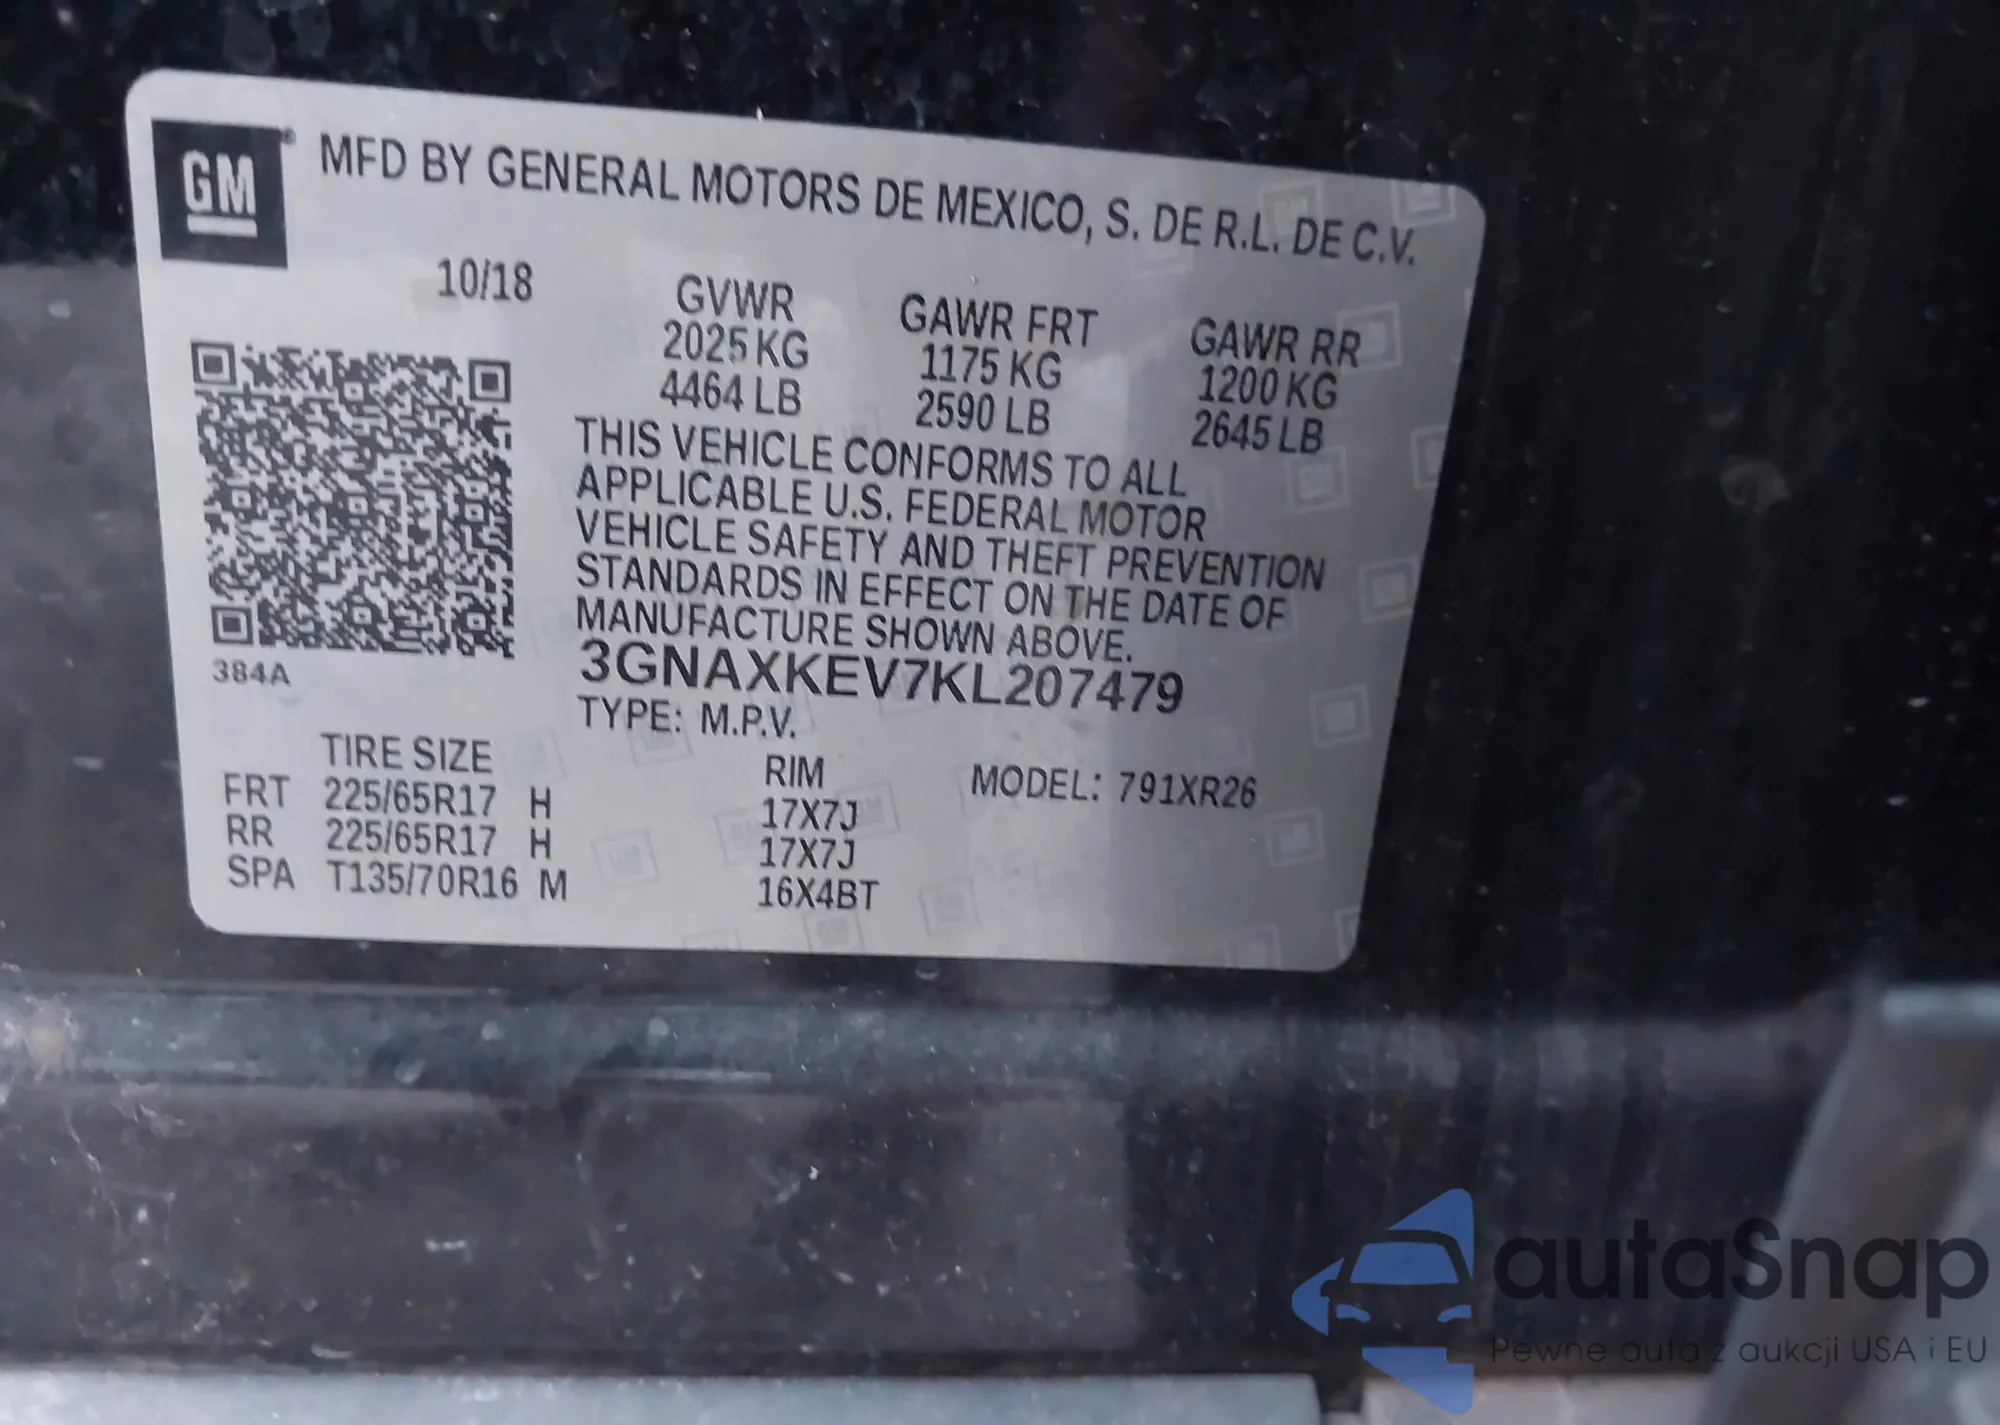 GM
MFD BY GENERAL MOTORS DE MEXICO, S. DE R.L. DE C.V.
10/18
GVWR GAWR FRT GAWR RR
2025 KG 1175 KG 1200 KG
4464 LB 2590 LB 2645 LB
THIS VEHICLE CONFORMS TO ALL
APPLICABLE U.S. FEDERAL MOTOR
VEHICLE SAFETY AND THEFT PREVENTION
STANDARDS IN EFFECT ON THE DATE OF
MANUFACTURE SHOWN ABOVE.
3GNAXKEV7KL207479
384A
TYPE: M.P.V.
TIRE SIZE RIM MODEL: 791XR26
FRT 225/65R17 H 17X7J
RR 225/65R17 H 17X7J
SPA T135/70R16 M 16X4BT
autaSnap
Pewne auta z aukcji USA i EU